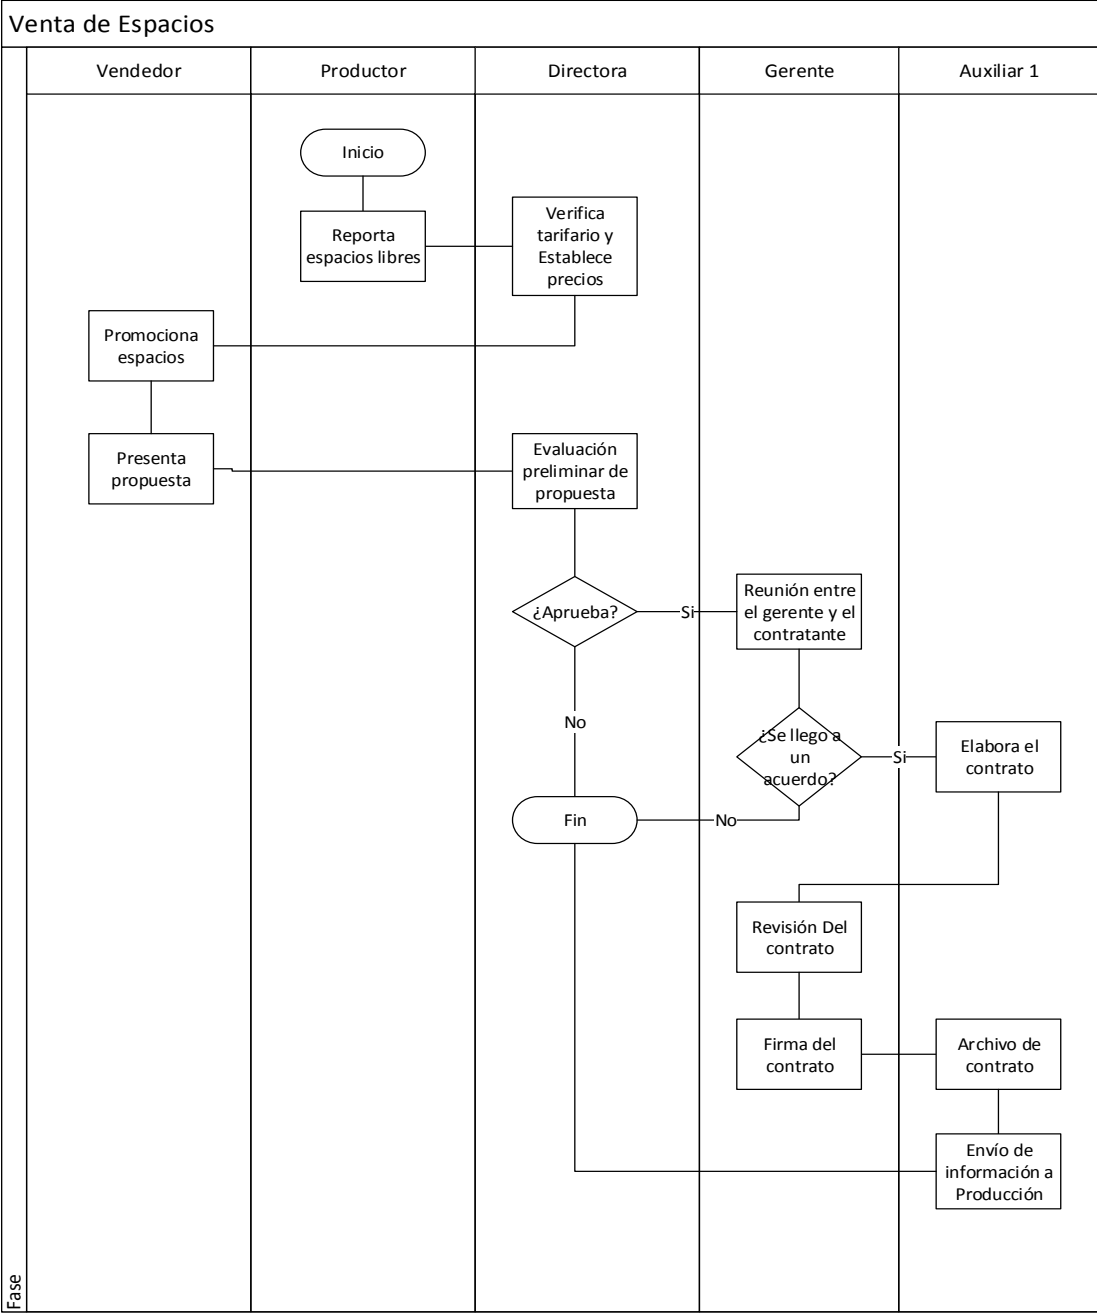 Venta de Espacios
Vendedor
Productor
Directora
Gerente
Auxiliar 1
Inicio
Reporta
espacios libres
Verifica
tarifario y
Establece
precios
Promociona
espacios
Presenta
propuesta
Evaluación
preliminar de
propuesta
¿Aprueba?
Si
Reunión entre
el gerente y el
contratante
No
¿Se llego a
un
acuerdo?
Si
Elabora el
contrato
Fin
No
Revisión Del
contrato
Firma del
contrato
Archivo de
contrato
Envío de
información a
Producción
Fase